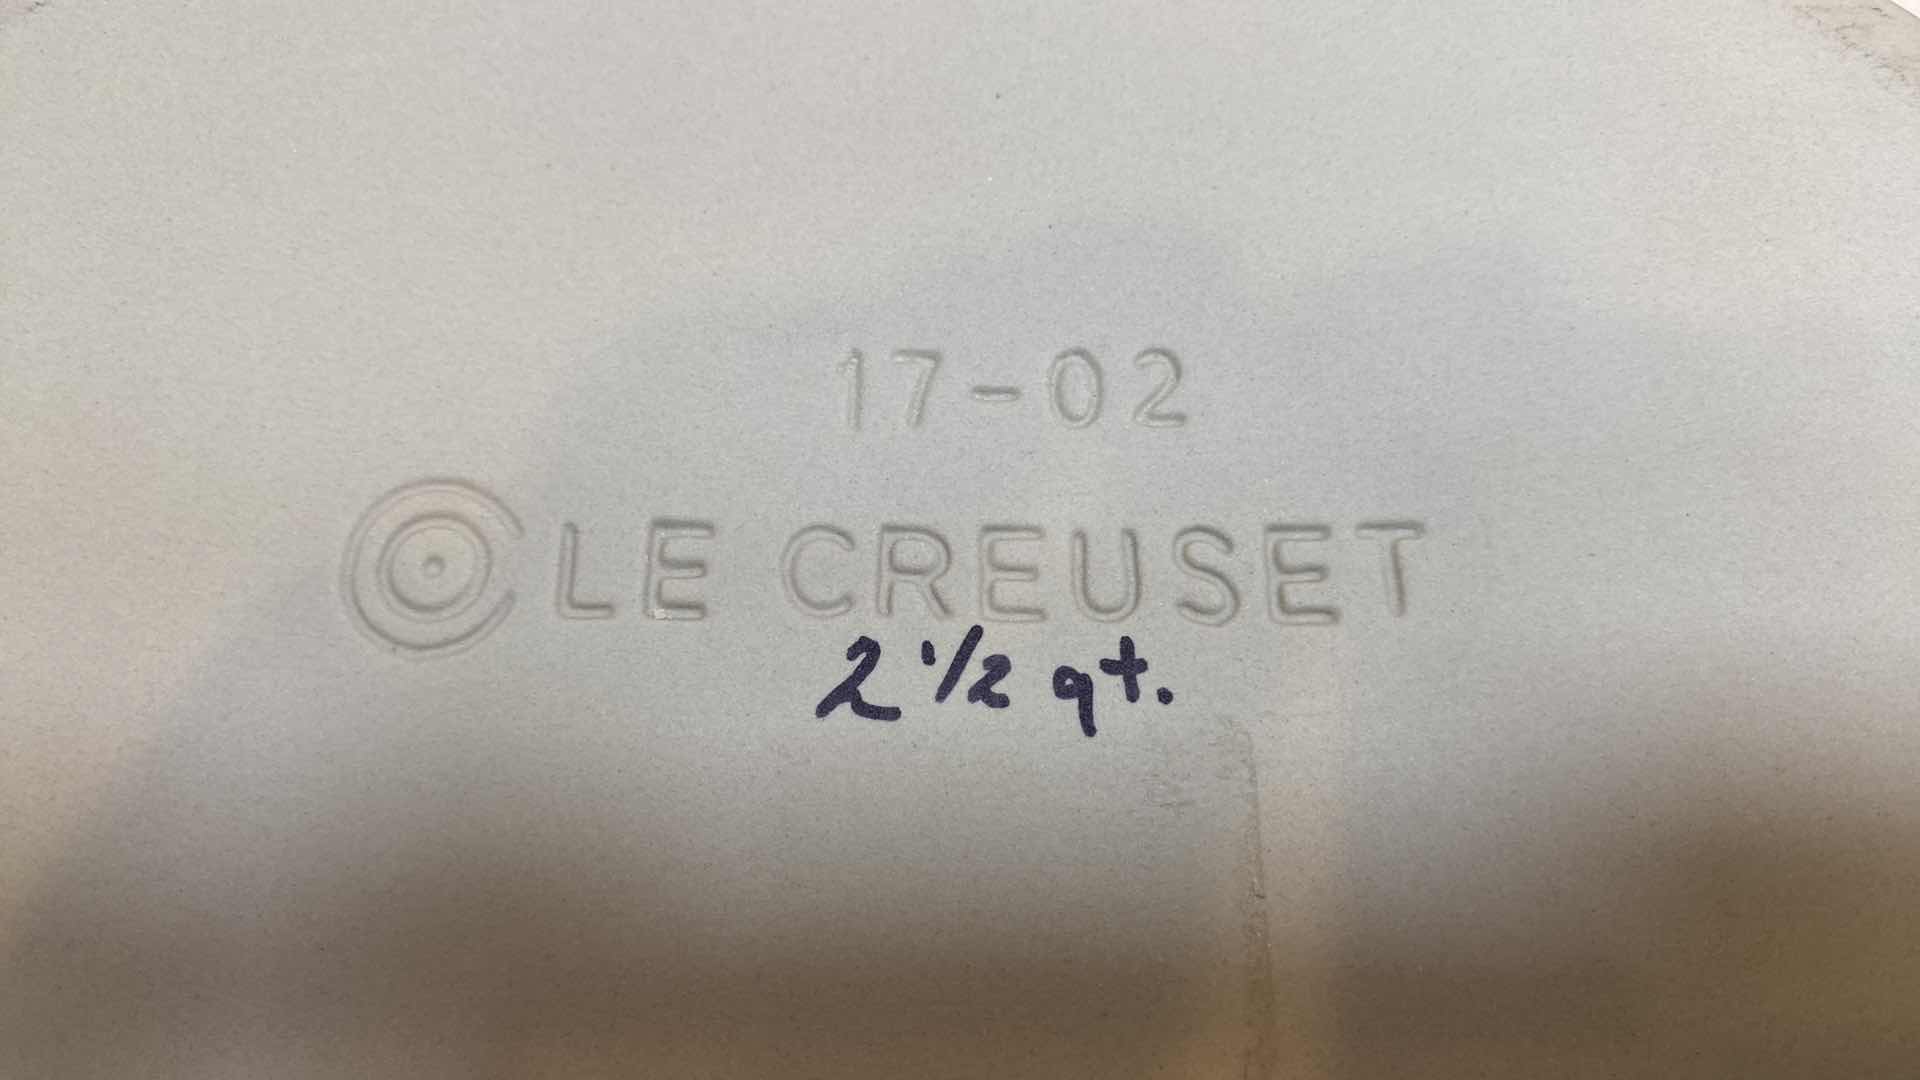 17-02
LE CREUSET
2 1/2 qt.